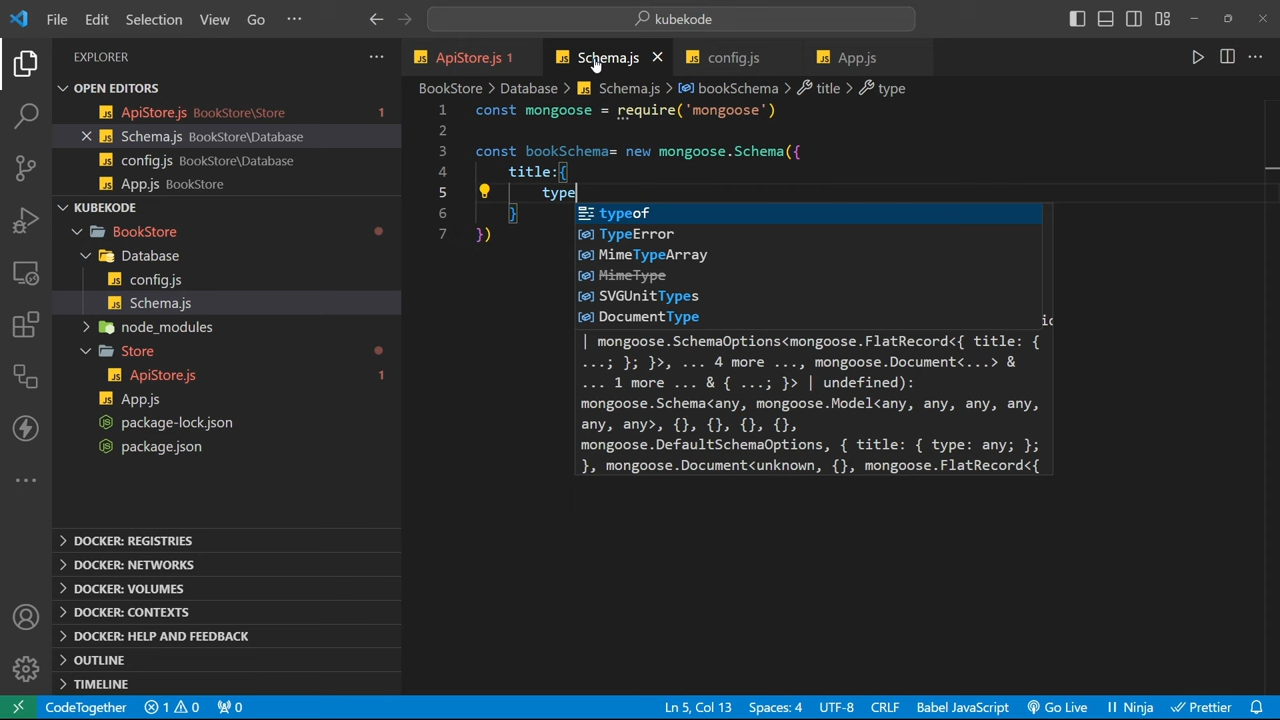 File Edit Selection View Go ··· kubekode
EXPLORER ···
OPEN EDITORS
ApiStore.js BookStore\Store 1
Schema.js BookStore\Database
config.js BookStore\Database
App.js BookStore
KUBEKODE
BookStore
Database
config.js
Schema.js
node_modules
Store
ApiStore.js 1
App.js
package-lock.json
package.json
DOCKER: REGISTRIES
DOCKER: NETWORKS
DOCKER: VOLUMES
DOCKER: CONTEXTS
DOCKER: HELP AND FEEDBACK
OUTLINE
TIMELINE
ApiStore.js 1 Schema.js config.js App.js
BookStore > Database > Schema.js > bookSchema > title > type
1 const mongoose = require('mongoose')
2
3 const bookSchema= new mongoose.Schema({
4 title:{
5 type
6 }
7 })
typeof
TypeError
MimeTypeArray
MimeType
SVGUnitTypes
DocumentType
| mongoose.SchemaOptions<mongoose.FlatRecord<{ title: {
...; }; }>, ... 4 more ..., mongoose.Document<...> &
... 1 more ... & { ...; }> | undefined):
mongoose.Schema<any, mongoose.Model<any, any, any, any,
any, any>, {}, {}, {}, {},
mongoose.DefaultSchemaOptions, { title: { type: any; };
}, mongoose.Document<unknown, {}, mongoose.FlatRecord<{
CodeTogether 1 0 0 Ln 5, Col 13 Spaces: 4 UTF-8 CRLF Babel JavaScript Go Live Ninja Prettier